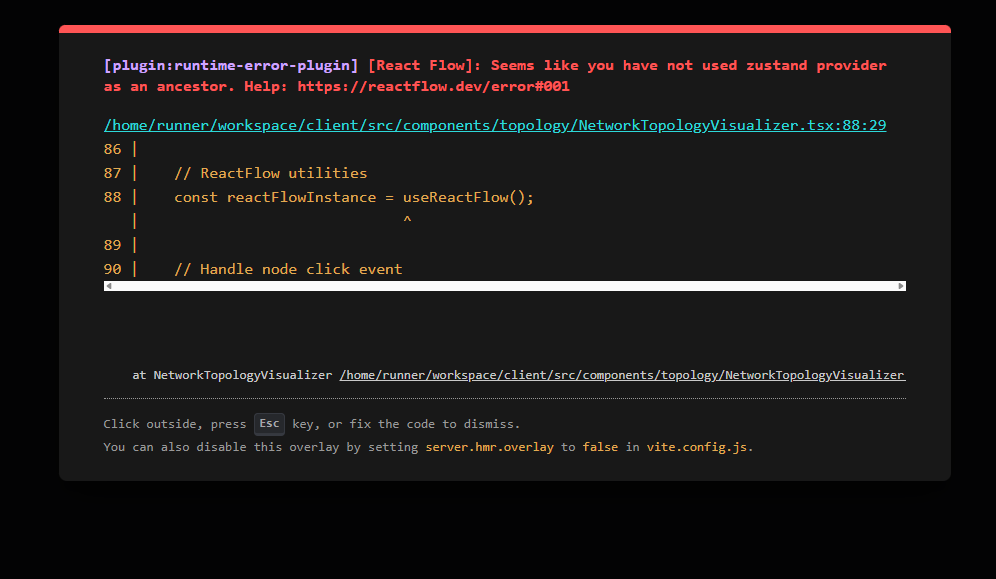 [plugin:runtime-error-plugin] [React Flow]: Seems like you have not used zustand provider
as an ancestor. Help: https://reactflow.dev/error#001
/home/runner/workspace/client/src/components/topology/NetworkTopologyVisualizer.tsx:88:29
86 |
87 |    // ReactFlow utilities
88 |    const reactFlowInstance = useReactFlow();
   |                              ^
89 |
90 |    // Handle node click event
at NetworkTopologyVisualizer /home/runner/workspace/client/src/components/topology/NetworkTopologyVisualizer
Click outside, press Esc key, or fix the code to dismiss.
You can also disable this overlay by setting server.hmr.overlay to false in vite.config.js.